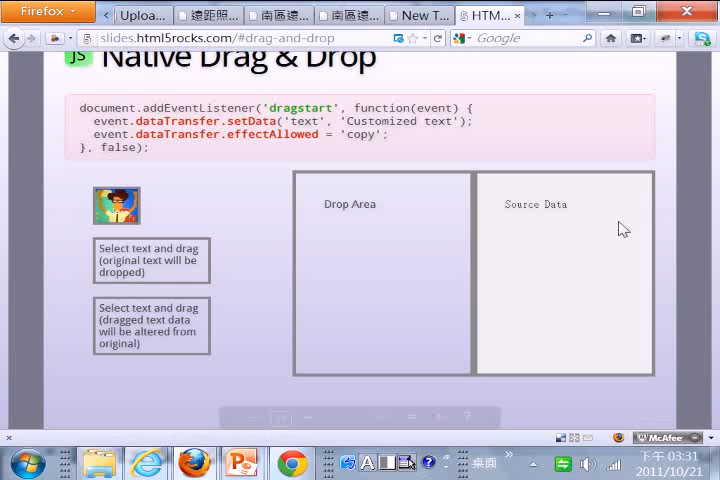 Firefox
Uploa...
遠距照...
南區遠...
南區遠...
New T...
5 HTM...
slides.html5rocks.com/#drag-and-drop
Google
JS Native Drag & Drop
document.addEventListener('dragstart', function(event) {
event.dataTransfer.setData('text', 'Customized text');
event.dataTransfer.effectAllowed = 'copy';
}, false);
Drop Area
Source Data
Select text and drag
(original text will be
dropped)
Select text and drag
(dragged text data
will be altered from
original)
McAfee
桌面
下午 03:31
2011/10/21